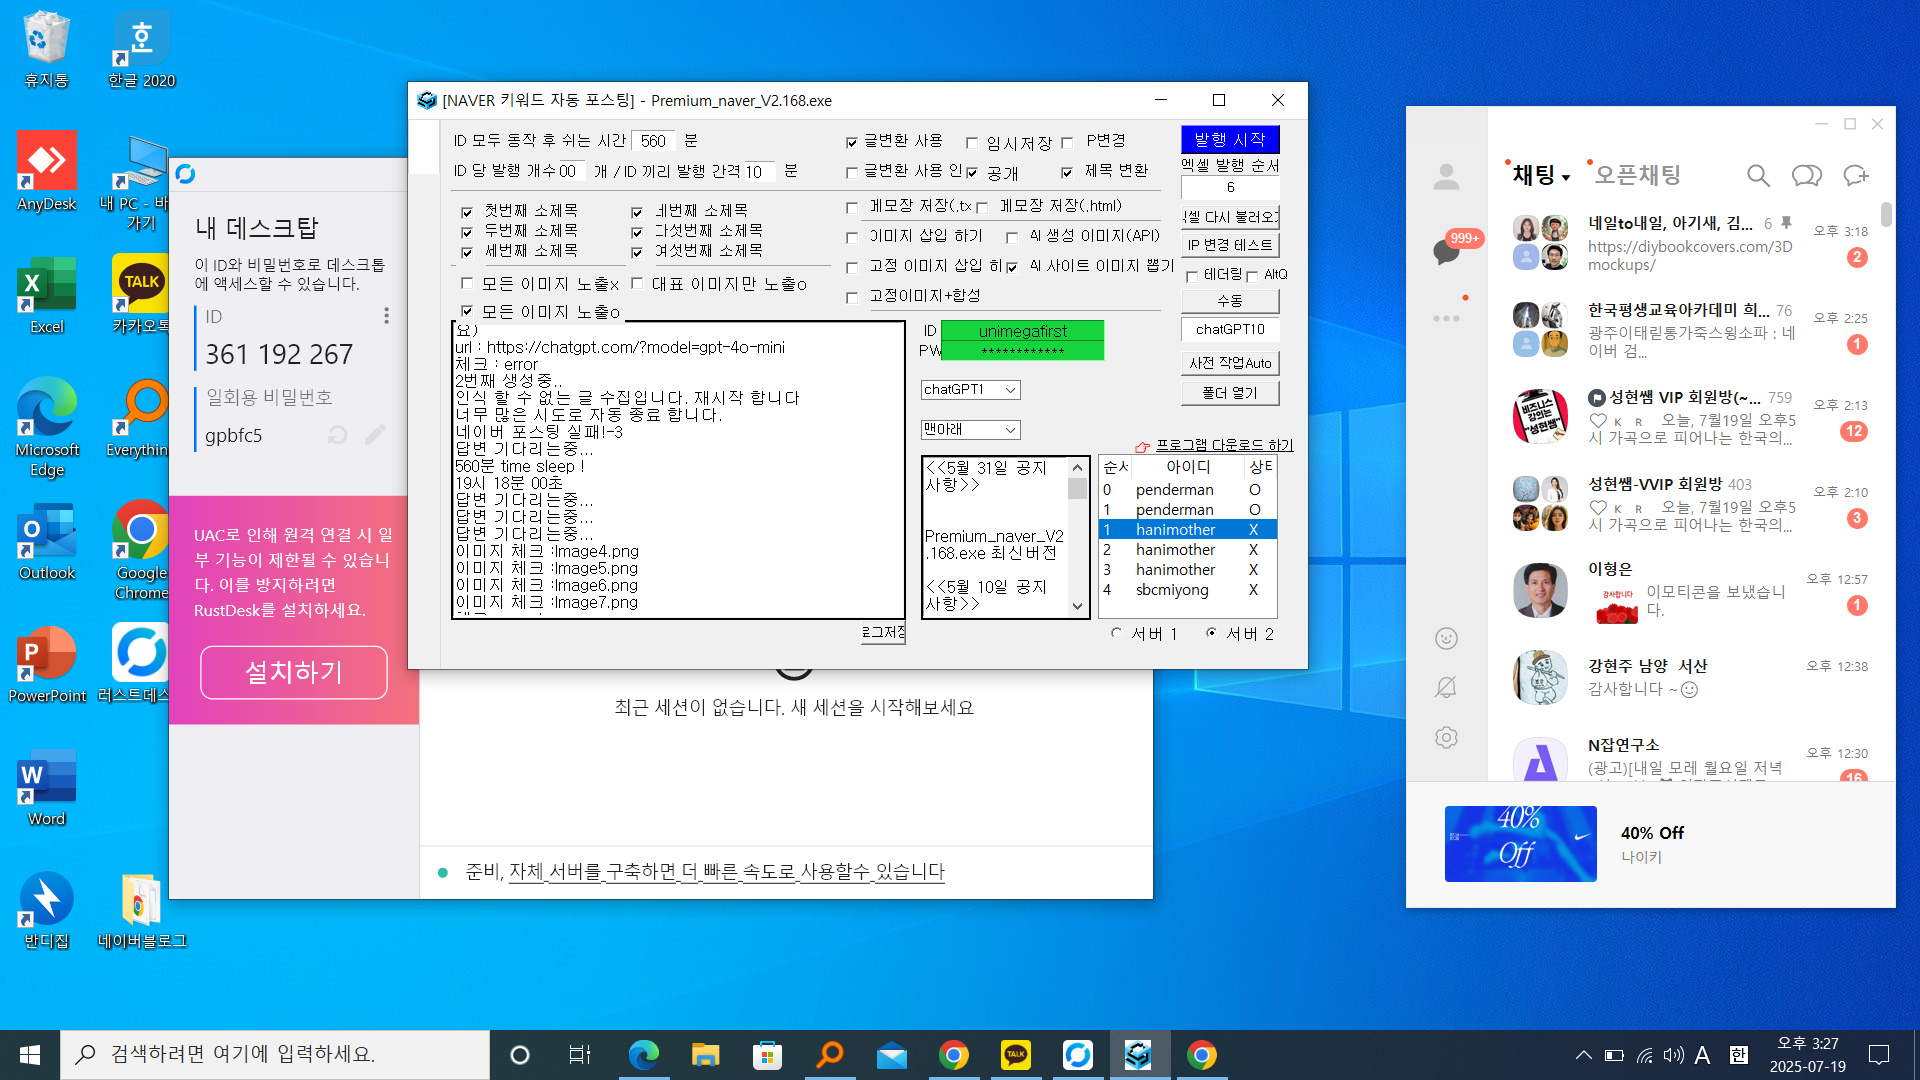 휴지통
한글 2020
AnyDesk
내 PC - 바
가기
Excel
카카오톡
Microsoft
Edge
Everythin
Outlook
Google
Chrome
PowerPoint
러스트데스
Word
반디집
네이버블로그
내 데스크탑
이 ID와 비밀번호로 데스크톱
에 액세스할 수 있습니다.
ID
361 192 267
일회용 비밀번호
gpbfc5
UAC로 인해 원격 연결 시 일
부 기능이 제한될 수 있습니
다. 이를 방지하려면
RustDesk를 설치하세요.
설치하기
최근 세션이 없습니다. 새 세션을 시작해보세요
준비, 자체 서버를 구축하면 더 빠른 속도로 사용할수 있습니다
[NAVER 키워드 자동 포스팅] - Premium_naver_V2.168.exe
ID 모두 동작 후 쉬는 시간 560 분
ID 당 발행 개수 00 개 / ID 끼리 발행 간격 10 분
첫번째 소제목
네번째 소제목
두번째 소제목
다섯번째 소제목
세번째 소제목
여섯번째 소제목
모든 이미지 노출x
대표 이미지만 노출o
모든 이미지 노출o
글변환 사용
임시저장
P변경
글변환 사용 인
공개
제목 변환
메모장 저장(.tx
메모장 저장(.html)
이미지 삽입 하기
AI 생성 이미지(API)
고정 이미지 삽입 히
AI 사이트 이미지 뽑기
고정이미지+합성
발행 시작
엑셀 발행 순서
6
셀 다시 불러오기
IP 변경 테스트
테더링
AltQ
수동
chatGPT10
사전 작업Auto
폴더 열기
요)
url : https://chatgpt.com/?model=gpt-4o-mini
체크 : error
2번째 생성중..
인식 할 수 없는 글 수집입니다. 재시작 합니다
너무 많은 시도로 자동 종료 합니다.
네이버 포스팅 실패!-3
답변 기다리는중...
560분 time sleep !
19시 18분 00초
답변 기다리는중...
답변 기다리는중...
답변 기다리는중...
이미지 체크 :Image4.png
이미지 체크 :Image5.png
이미지 체크 :Image6.png
이미지 체크 :Image7.png
로그저장
ID unimegafirst
PW ************
chatGPT1
맨아래
프로그램 다운로드 하기
<<5월 31일 공지
사항>>
Premium_naver_V2
.168.exe 최신버전
<<5월 10일 공지
사항>>
순서 아이디 상태
0 penderman O
1 penderman O
1 hanimother X
2 hanimother X
3 hanimother X
4 sbcmiyong X
서버 1
서버 2
채팅
오픈채팅
999+
네일to내일, 아기새, 김... 6 오후 3:18
https://diybookcovers.com/3D
mockups/
2
한국평생교육아카데미 희... 76 오후 2:25
광주이태릳통가죽스윙소파 : 네
이버 검...
1
비즈니스
강의는
"성현쌤"
성현쌤 VIP 회원방(~... 759 오후 2:13
♡ K R 오늘, 7월19일 오후5
시 가곡으로 피어나는 한국의...
12
성현쌤-VVIP 회원방 403 오후 2:10
♡ K R 오늘, 7월19일 오후5
시 가곡으로 피어나는 한국의...
3
이형은 오후 12:57
감사합니다
이모티콘을 보냈습니
다.
1
강현주 남양 서산 오후 12:38
감사합니다 ~
N잡연구소 오후 12:30
(광고)[내일 모레 월요일 저녁
16
40%
Off
40% Off
나이키
검색하려면 여기에 입력하세요.
TALK
A
한
오후 3:27
2025-07-19